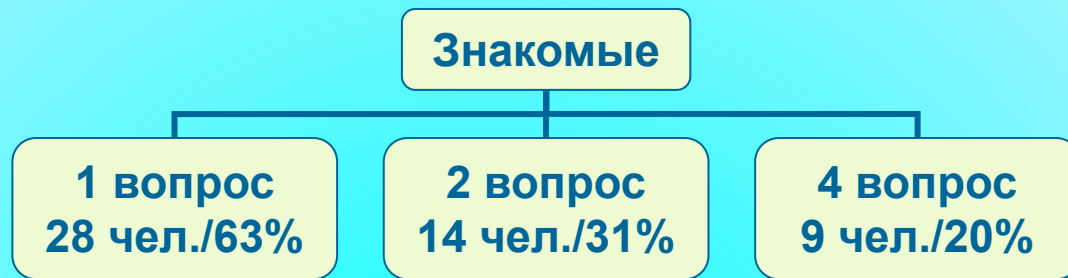 Знакомые
1 вопрос
28 чел./63%
2 вопрос
14 чел./31%
4 вопрос
9 чел./20%